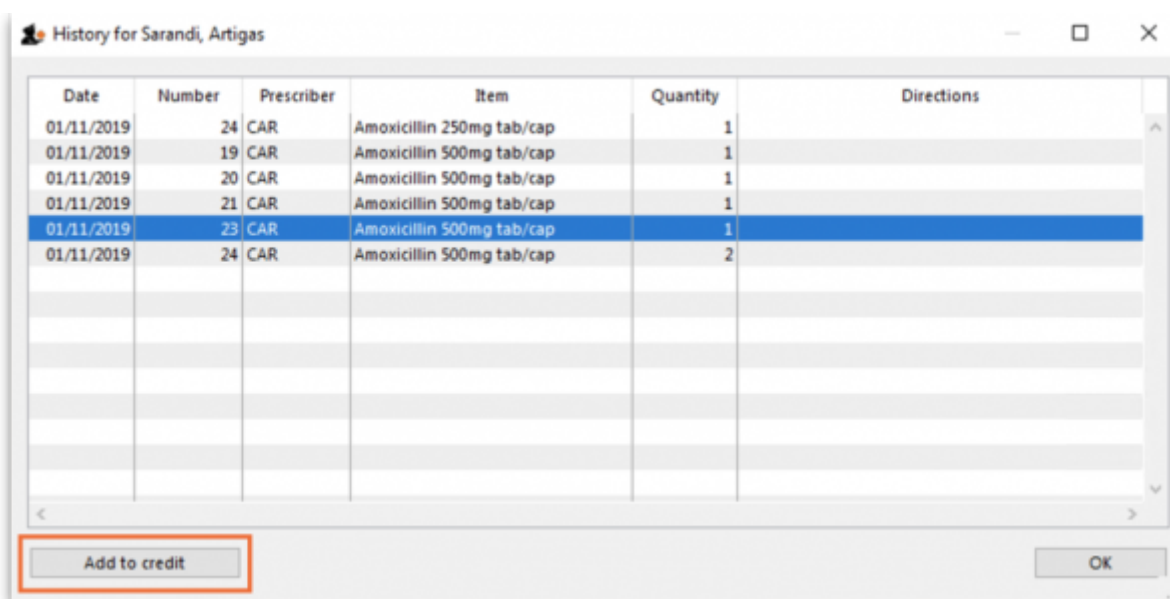 History for Sarandi, Artigas
Date Number Prescriber Item Quantity Directions
01/11/2019 24 CAR Amoxicillin 250mg tab/cap 1
01/11/2019 19 CAR Amoxicillin 500mg tab/cap 1
01/11/2019 20 CAR Amoxicillin 500mg tab/cap 1
01/11/2019 21 CAR Amoxicillin 500mg tab/cap 1
01/11/2019 23 CAR Amoxicillin 500mg tab/cap 1
01/11/2019 24 CAR Amoxicillin 500mg tab/cap 2
Add to credit OK